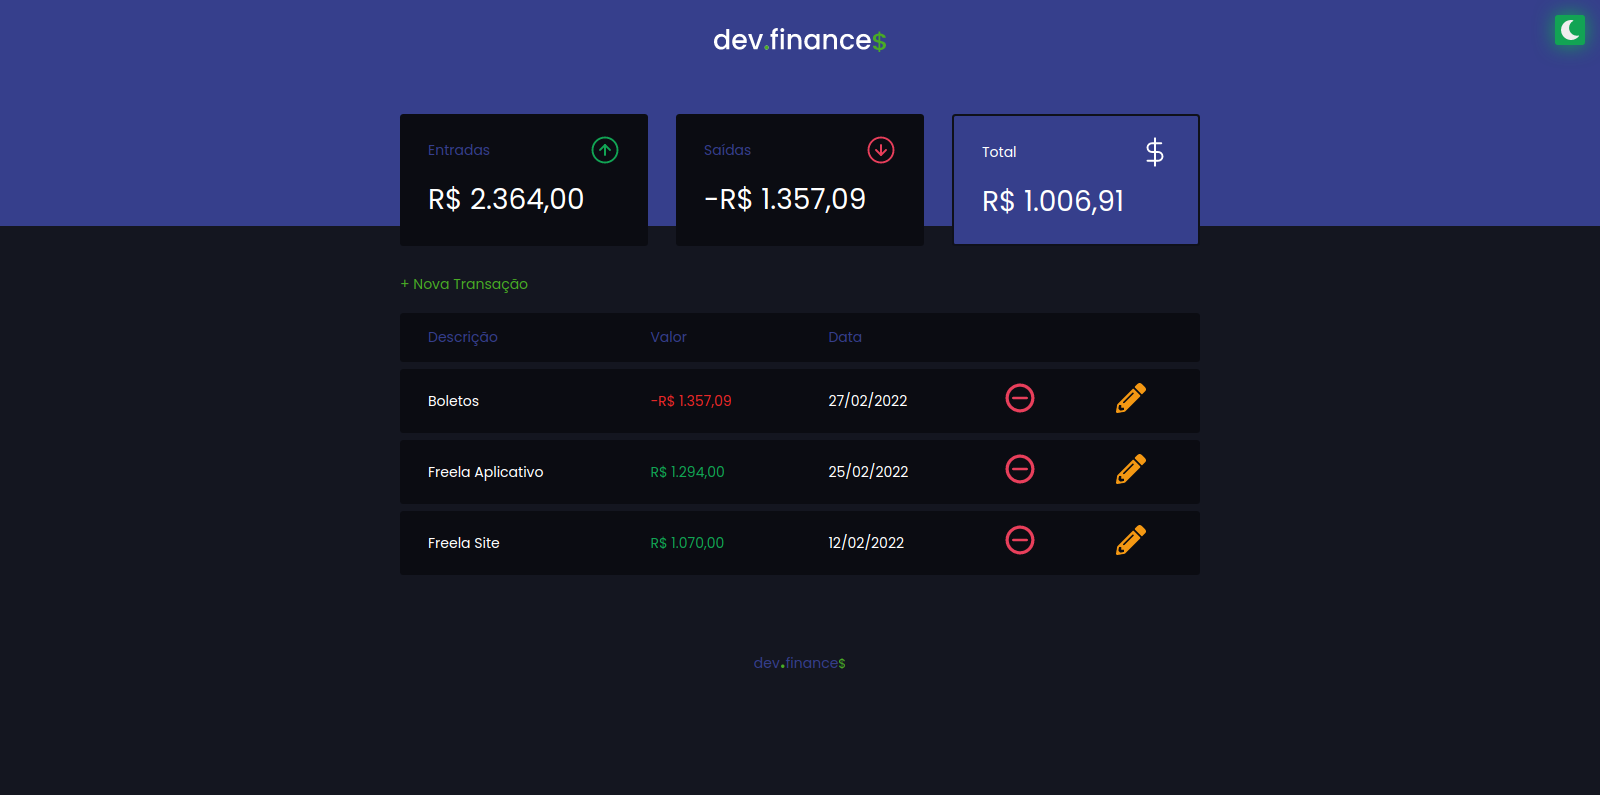 dev.finance$
Entradas
R$ 2.364,00
Saídas
-R$ 1.357,09
Total
$
R$ 1.006,91
+ Nova Transação
Descrição Valor Data
Boletos -R$ 1.357,09 27/02/2022
Freela Aplicativo R$ 1.294,00 25/02/2022
Freela Site R$ 1.070,00 12/02/2022
dev.finance$